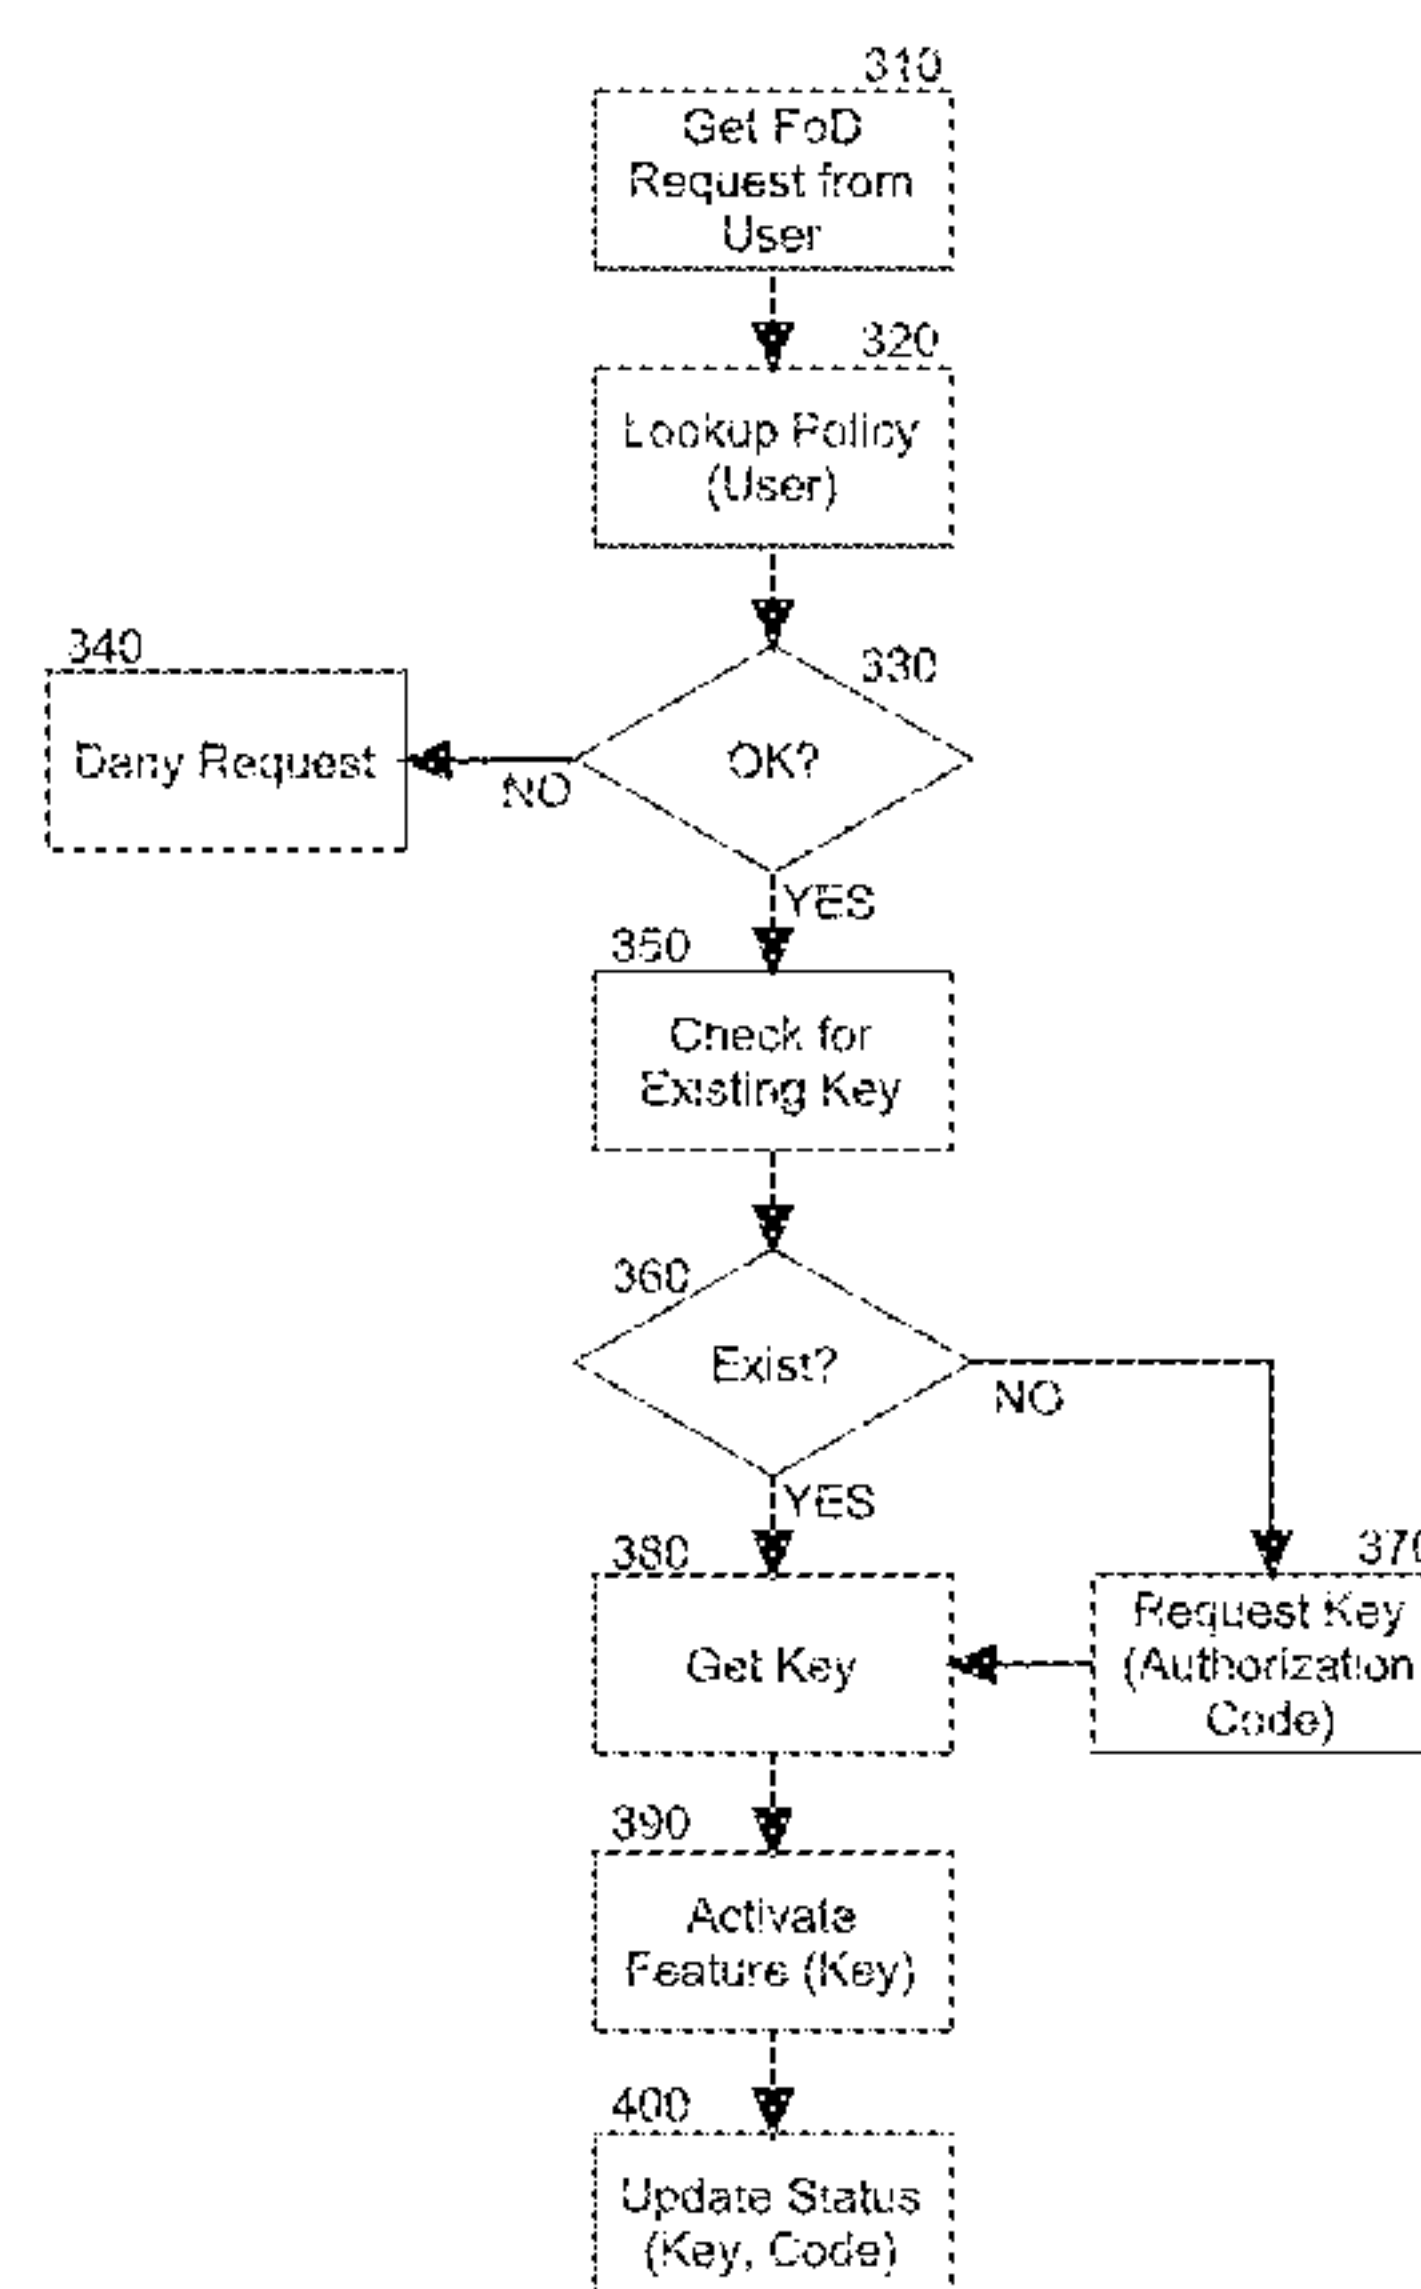 310
Get FoD
Request from
User
320
Lookup Policy
(User)
330
OK?
340
Deny Request
NO
YES
350
Check for
Existing Key
360
Exist?
NO
YES
380
Get Key
370
Request Key
(Authorization
Code)
390
Activate
Feature (Key)
400
Update Status
(Key, Code)